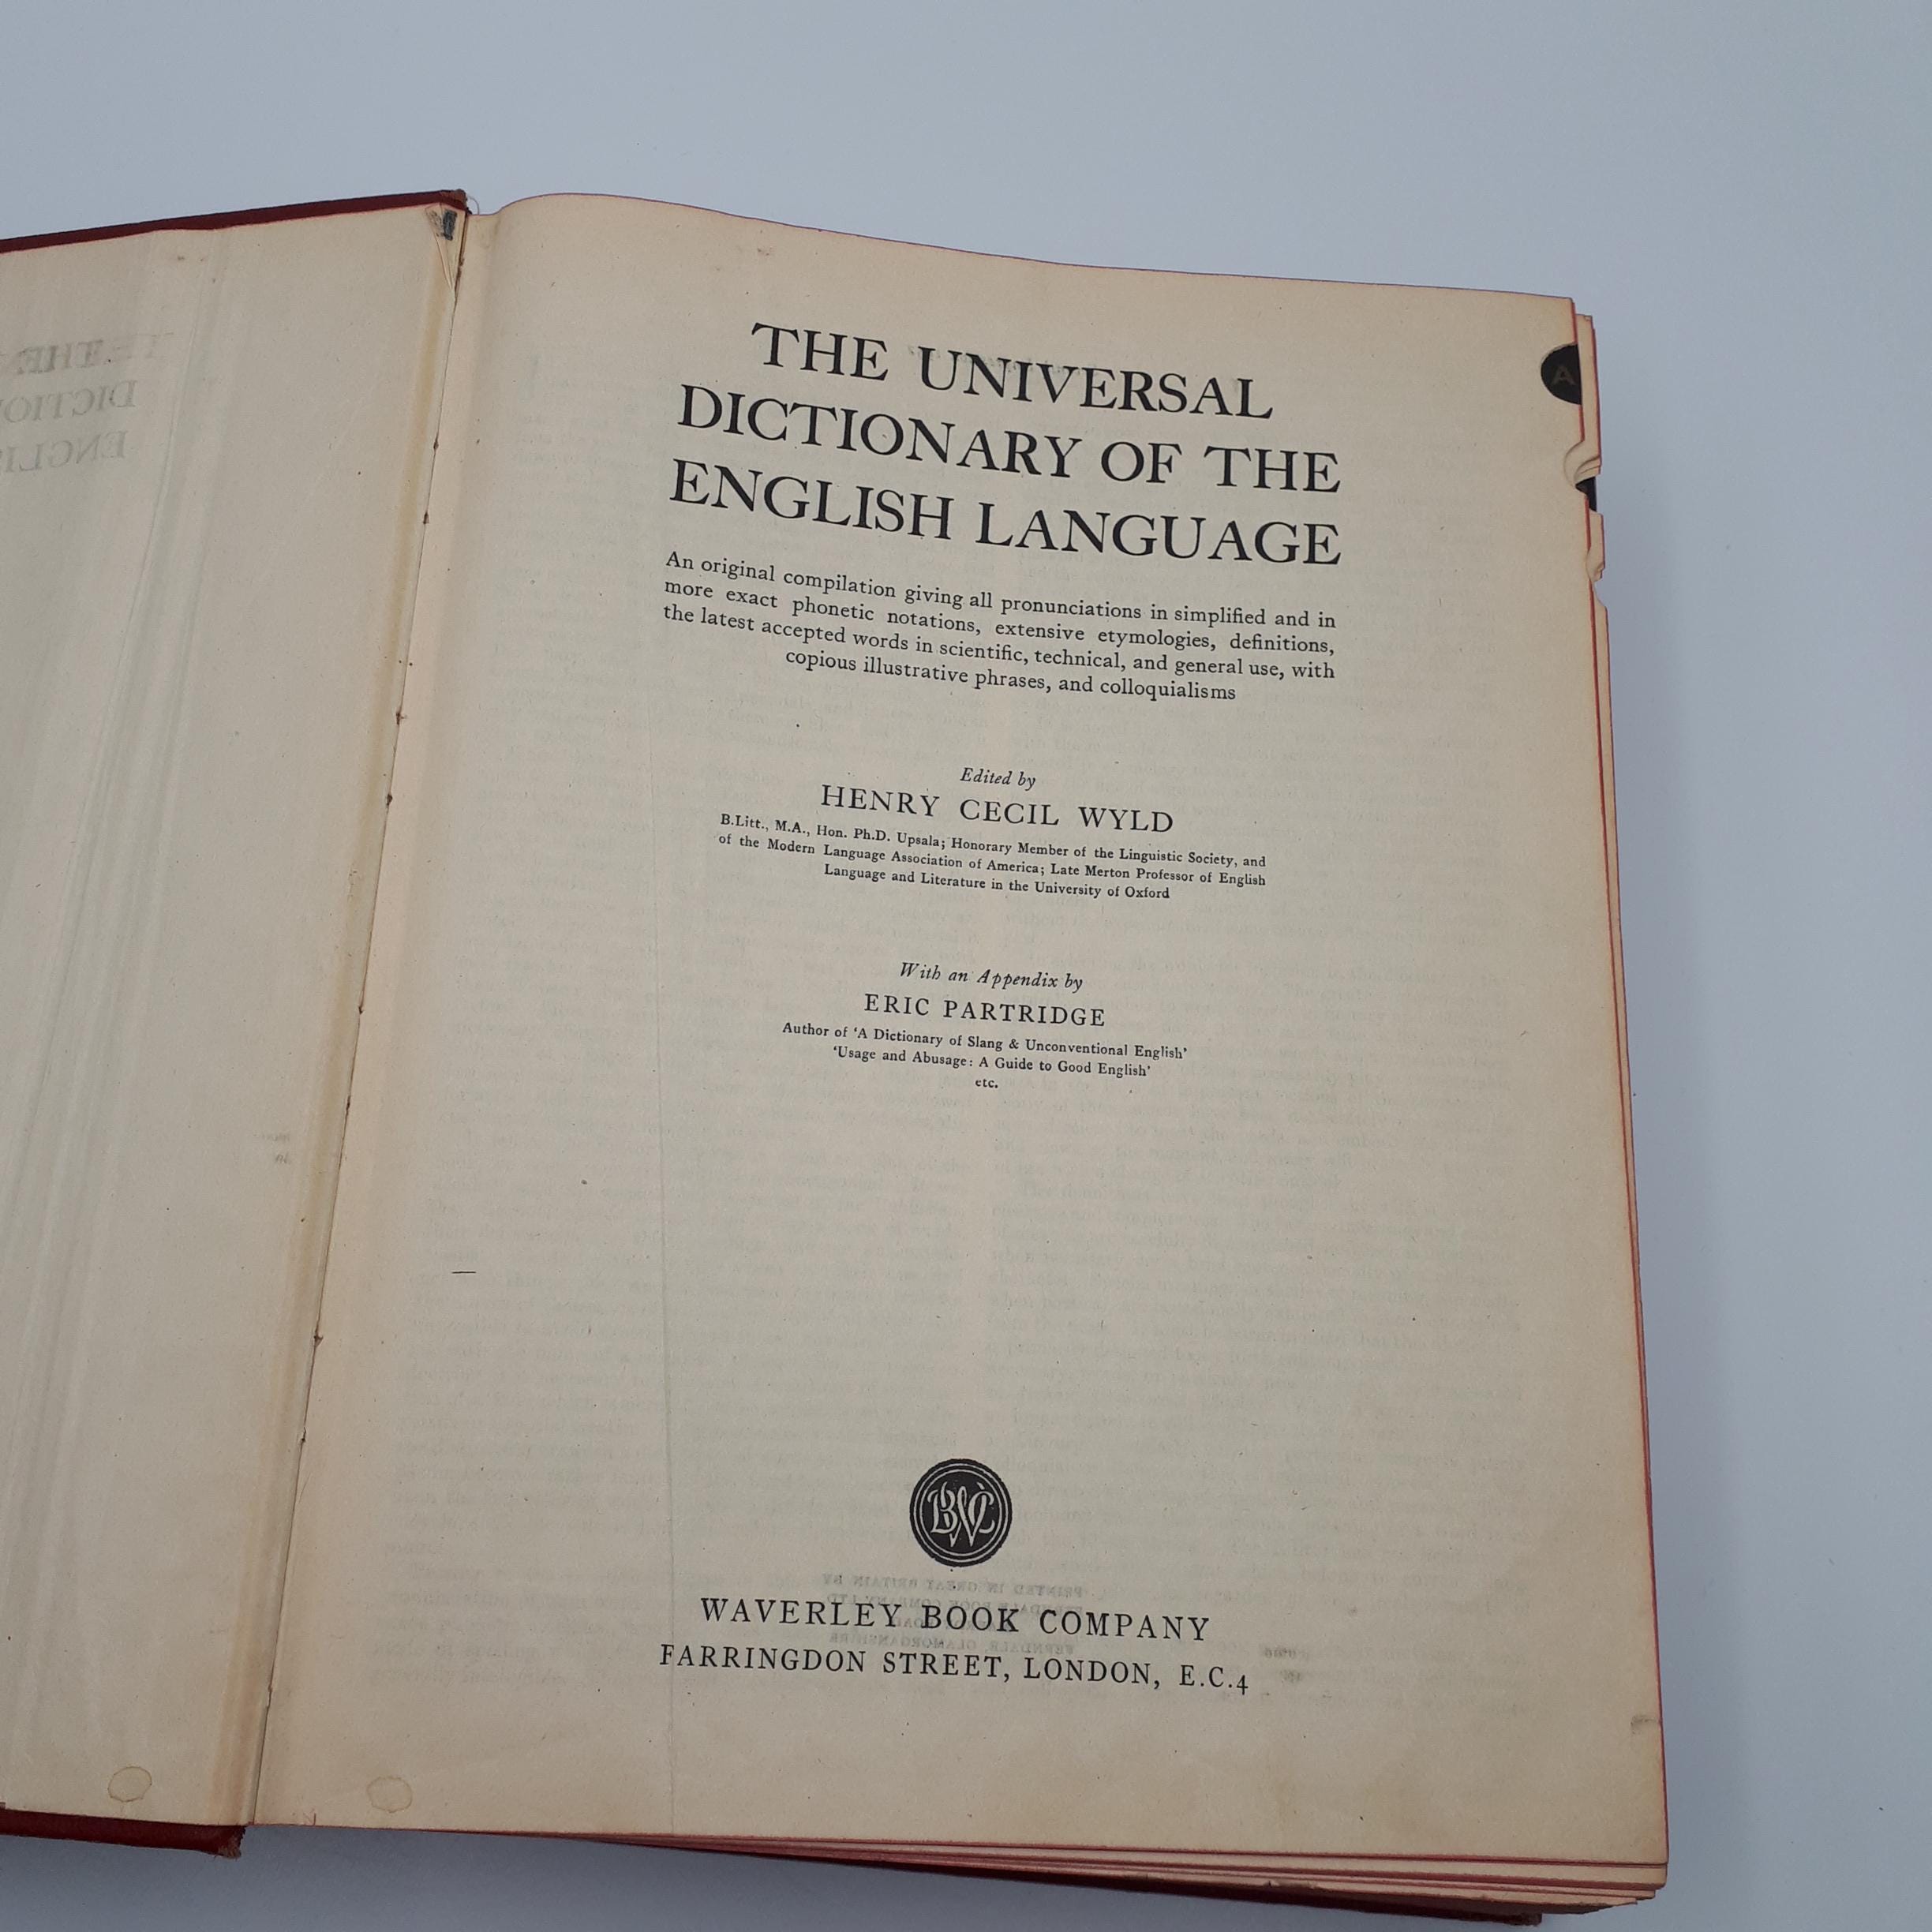 THE UNIVERSAL
DICTIONARY OF THE
ENGLISH LANGUAGE
An original compilation giving all pronunciations in simplified and in
more exact phonetic notations, extensive etymologies, definitions,
the latest accepted words in scientific, technical, and general use, with
copious illustrative phrases, and colloquialisms
Edited by
HENRY CECIL WYLD
B.Litt., M.A., Hon. Ph.D. Upsala; Honorary Member of the Linguistic Society, and
of the Modern Language Association of America; Late Merton Professor of English
Language and Literature in the University of Oxford
With an Appendix by
ERIC PARTRIDGE
Author of 'A Dictionary of Slang & Unconventional English'
'Usage and Abusage: A Guide to Good English'
etc.
BWC
WAVERLEY BOOK COMPANY
FARRINGDON STREET, LONDON, E.C.4
A